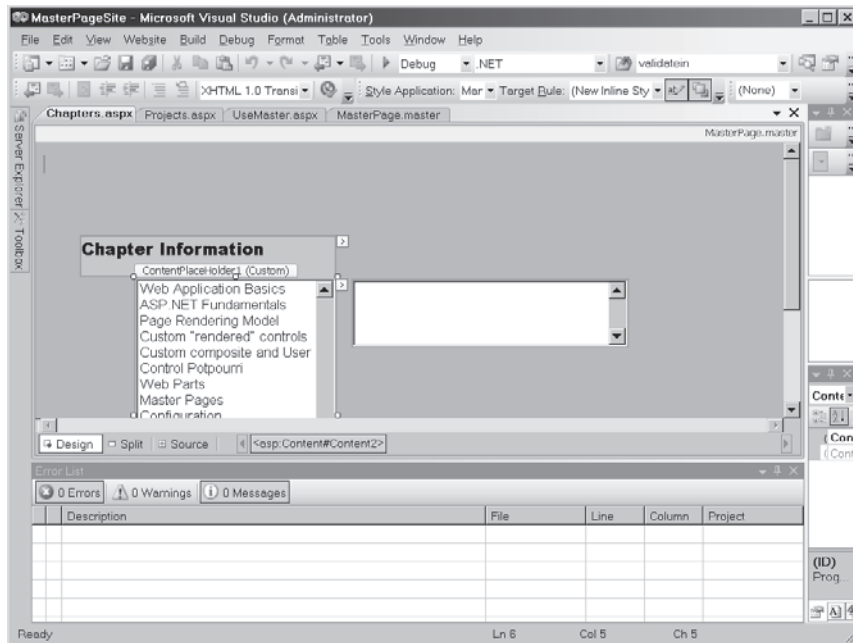 MasterPageSite - Microsoft Visual Studio (Administrator)
File Edit View Website Build Debug Format Table Tools Window Help
Debug .NET validatein
XHTML 1.0 Transi Style Application: Mar Target Rule: (New Inline Sty (None)
Server Explorer Toolbox
Chapters.aspx Projects.aspx UseMaster.aspx MasterPage.master
MasterPage.master
Chapter Information
ContentPlaceHolder1 (Custom)
Web Application Basics
ASP.NET Fundamentals
Page Rendering Model
Custom "rendered" controls
Custom composite and User
Control Potpourri
Web Parts
Master Pages
Configuration
Design Split Source <asp:Content#Content2>
Error List
0 Errors 0 Warnings 0 Messages
Description File Line Column Project
Conte
(Con
(Cont
(ID)
Prog...
Ready Ln 6 Col 5 Ch 5